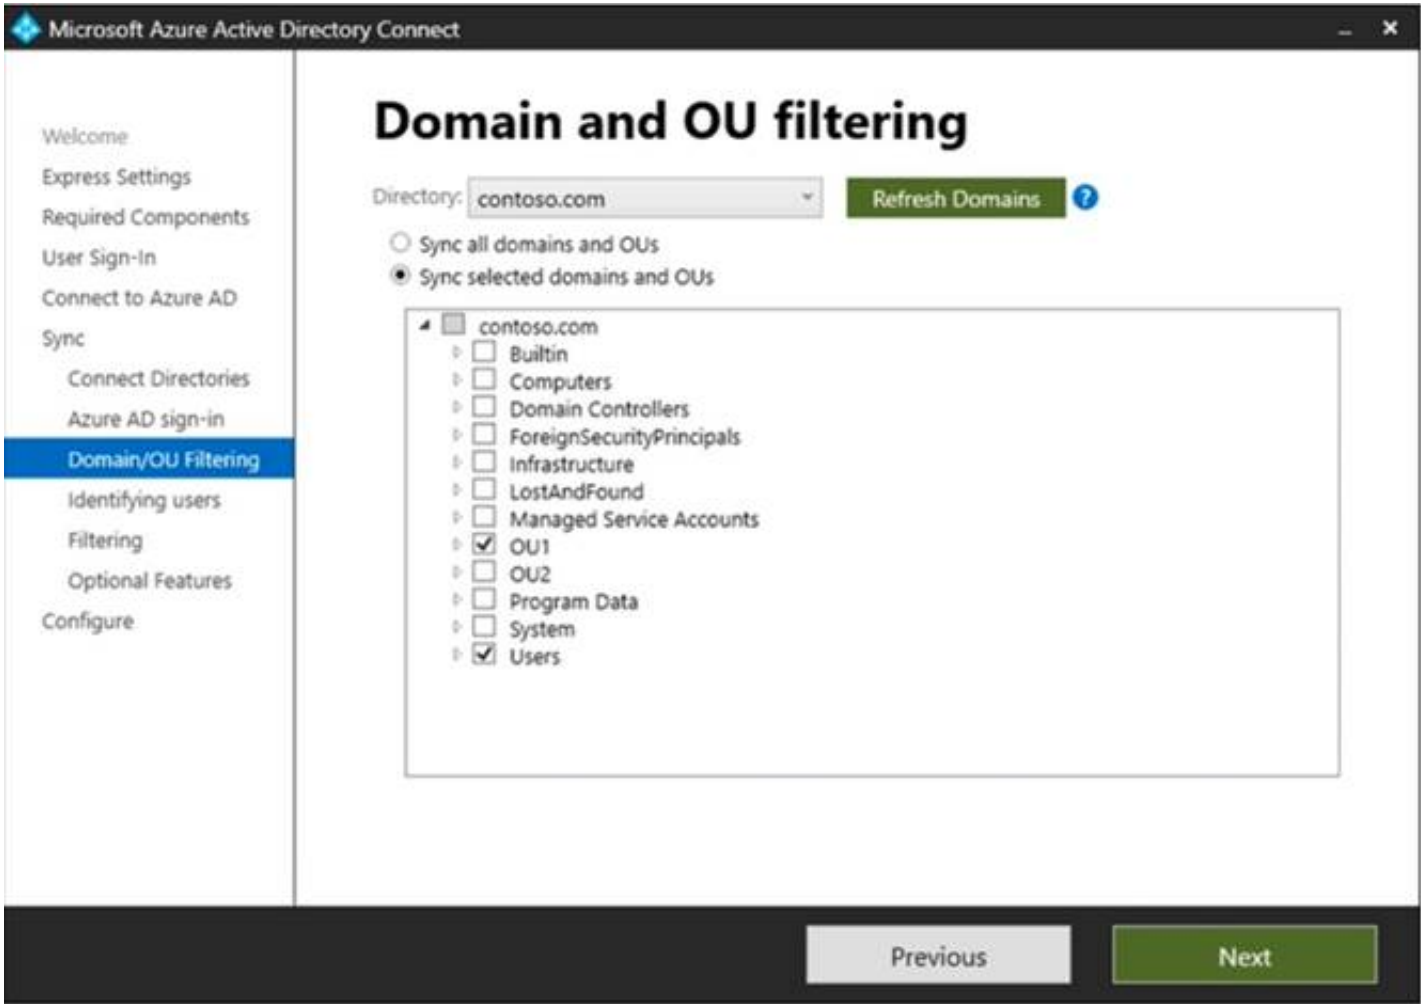 Microsoft Azure Active Directory Connect
Welcome
Express Settings
Required Components
User Sign-In
Connect to Azure AD
Sync
Connect Directories
Azure AD sign-in
Domain/OU Filtering
Identifying users
Filtering
Optional Features
Configure
Domain and OU filtering
Directory: contoso.com Refresh Domains ?
Sync all domains and OUs
Sync selected domains and OUs
contoso.com
Builtin
Computers
Domain Controllers
ForeignSecurityPrincipals
Infrastructure
LostAndFound
Managed Service Accounts
OU1
OU2
Program Data
System
Users
Previous Next